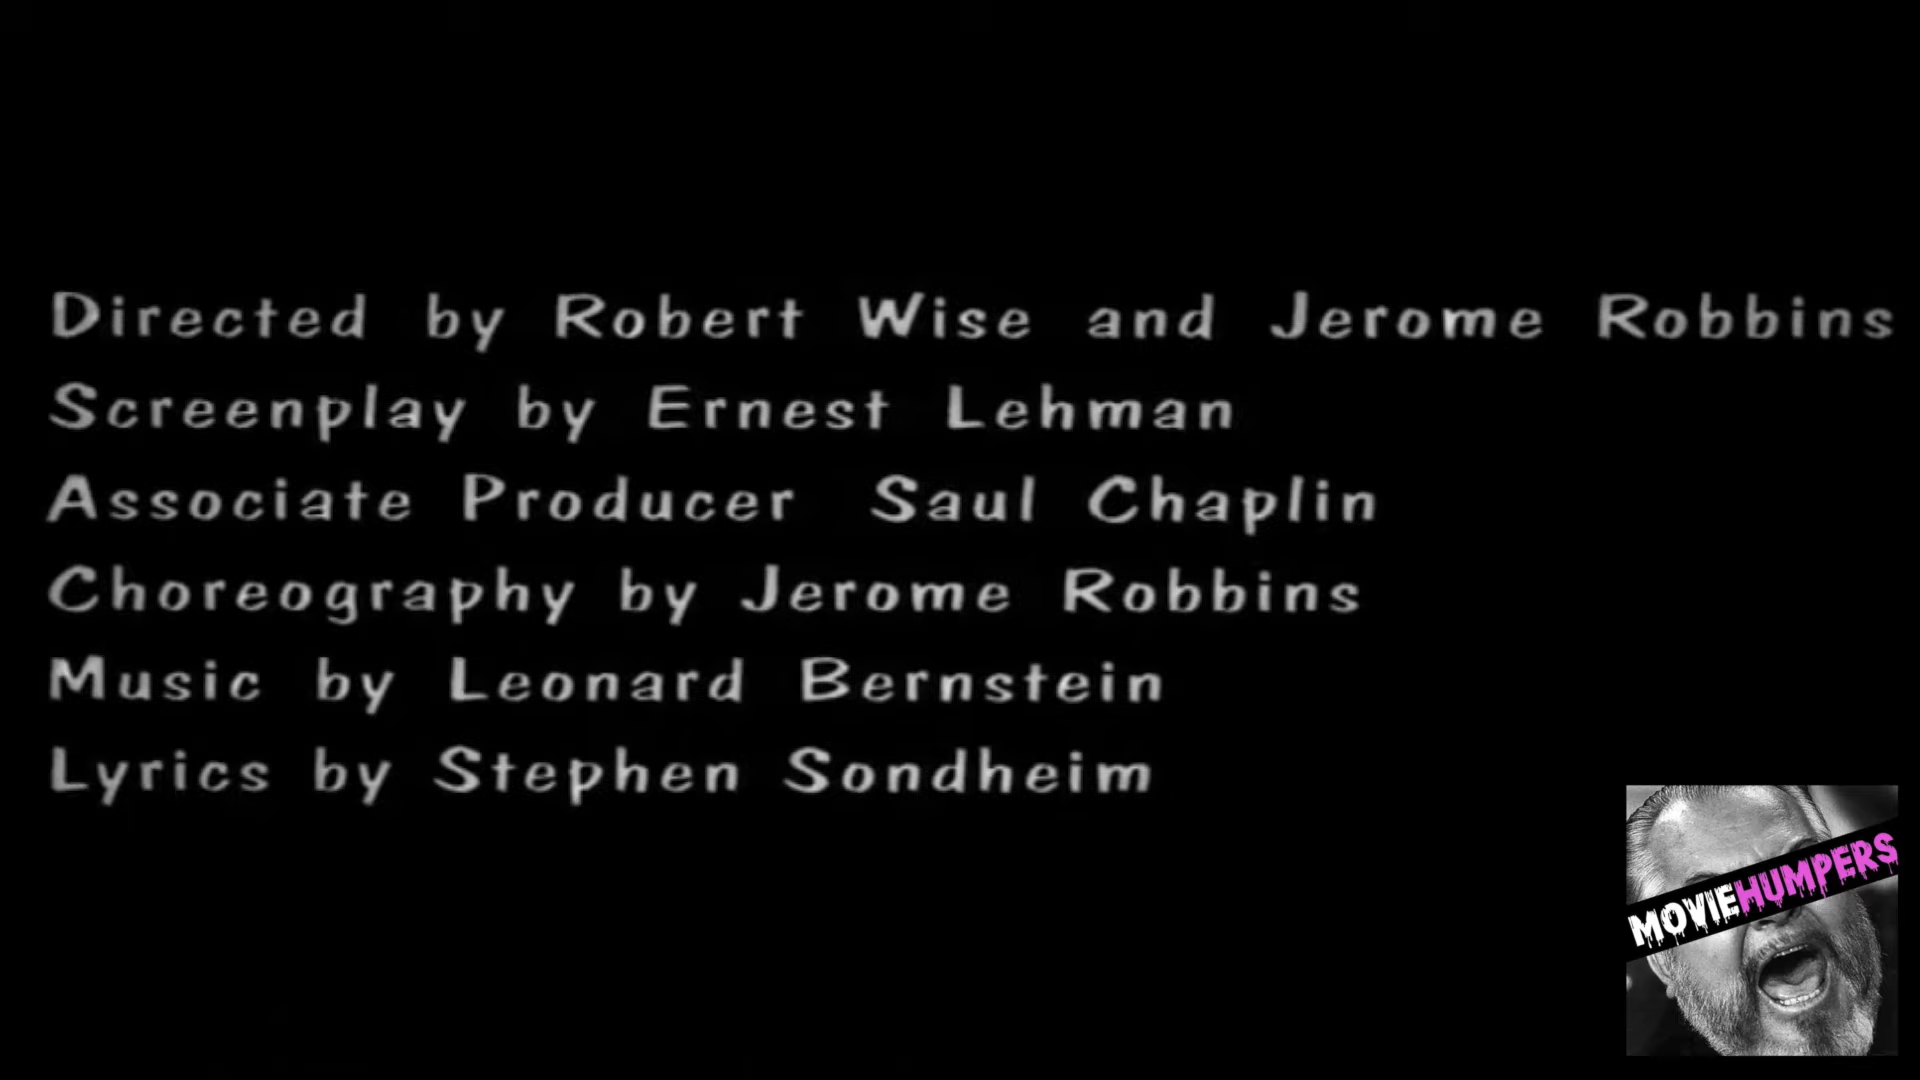 Directed by Robert Wise and Jerome Robbins
Screenplay by Ernest Lehman
Associate Producer Saul Chaplin
Choreography by Jerome Robbins
Music by Leonard Bernstein
Lyrics by Stephen Sondheim
MOVIEHUMPERS